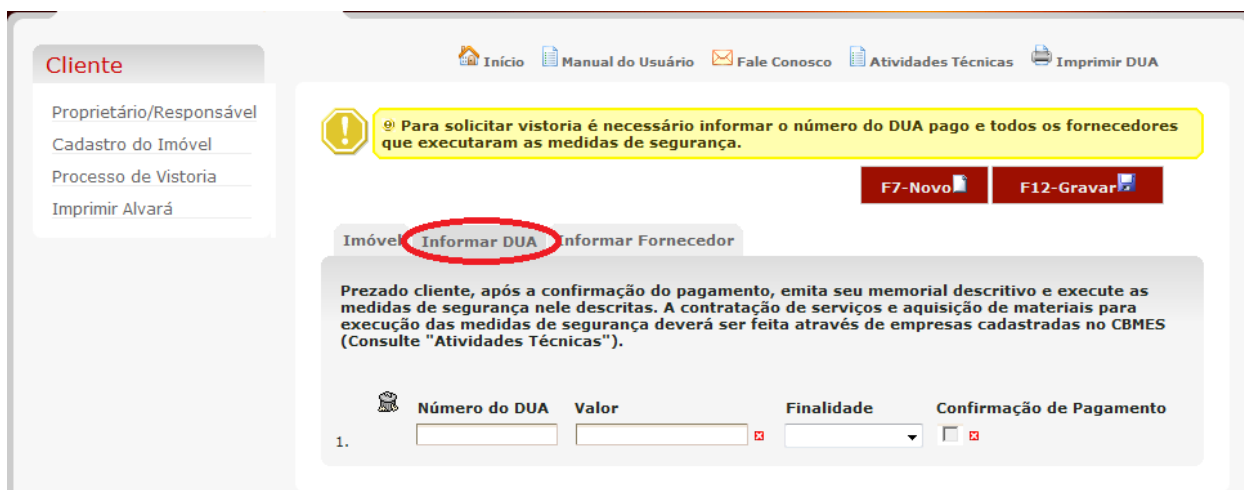 Cliente
Início Manual do Usuário Fale Conosco Atividades Técnicas Imprimir DUA
Proprietário/Responsável
Cadastro do Imóvel
Processo de Vistoria
Imprimir Alvará
Para solicitar vistoria é necessário informar o número do DUA pago e todos os fornecedores
que executaram as medidas de segurança.
F7-Novo F12-Gravar
Imóvel Informar DUA Informar Fornecedor
Prezado cliente, após a confirmação do pagamento, emita seu memorial descritivo e execute as
medidas de segurança nele descritas. A contratação de serviços e aquisição de materiais para
execução das medidas de segurança deverá ser feita através de empresas cadastradas no CBMES
(Consulte "Atividades Técnicas").
Número do DUA Valor Finalidade Confirmação de Pagamento
1.